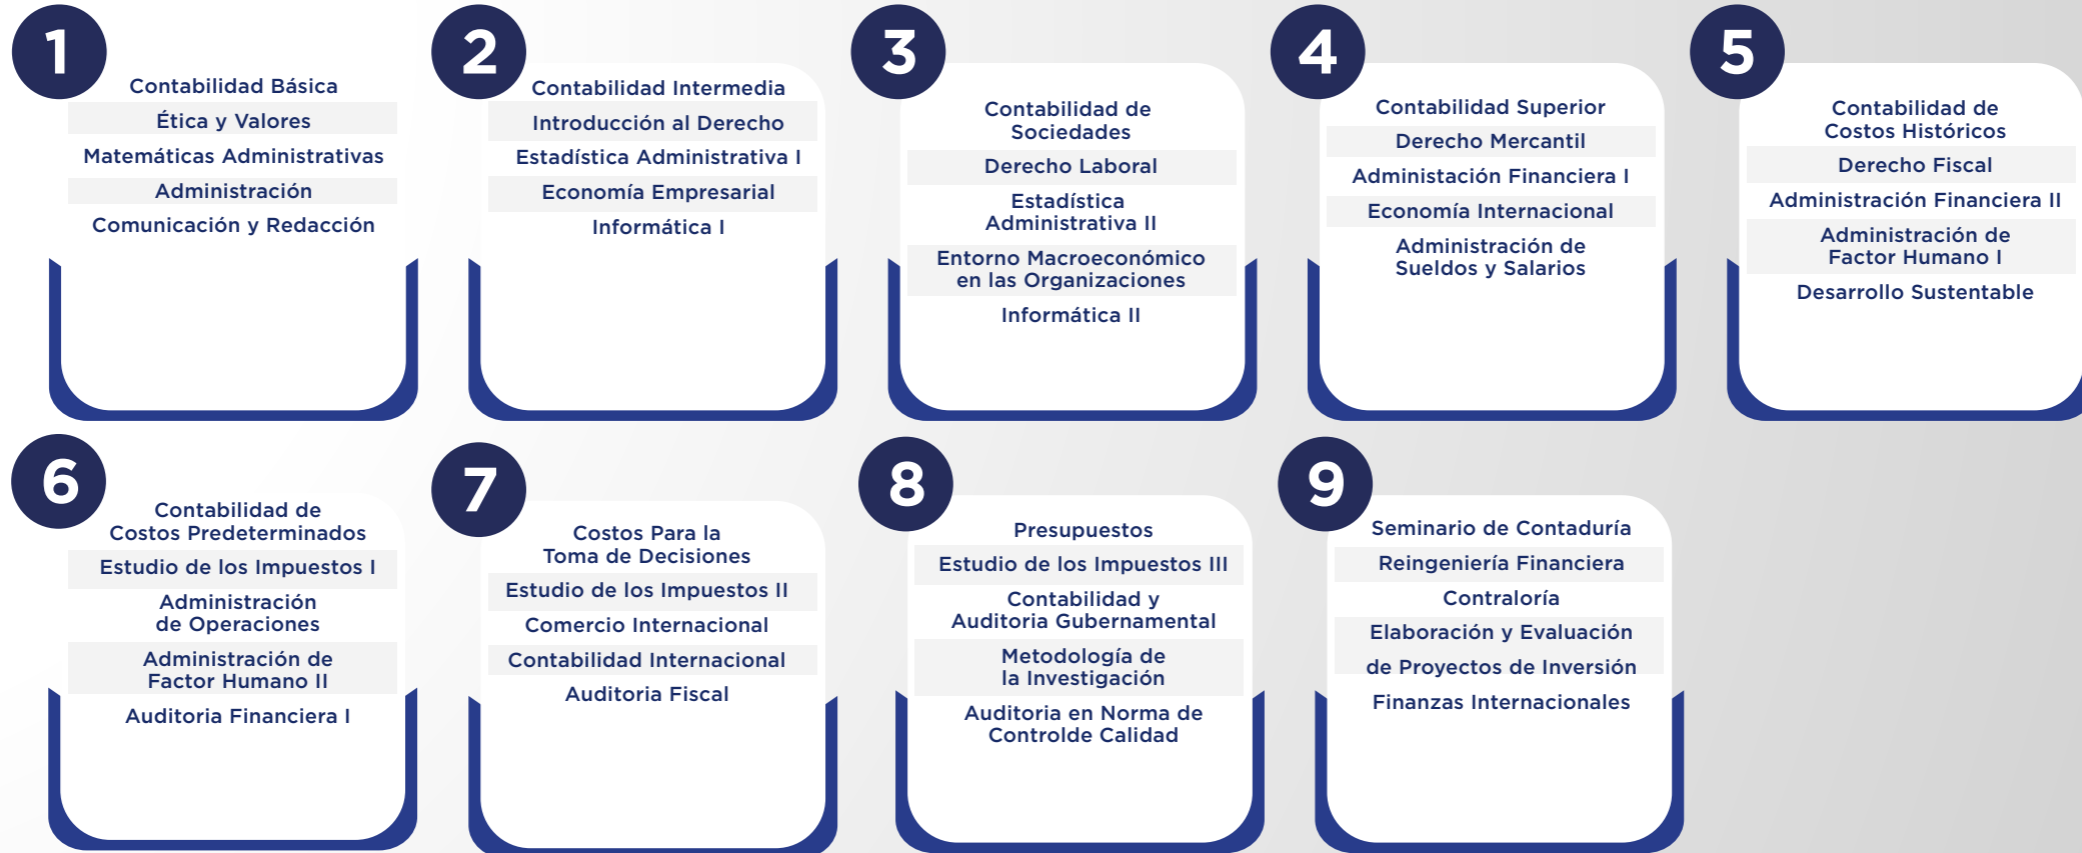 1
Contabilidad Básica
Ética y Valores
Matemáticas Administrativas
Administración
Comunicación y Redacción
2
Contabilidad Intermedia
Introducción al Derecho
Estadística Administrativa I
Economía Empresarial
Informática I
3
Contabilidad de
Sociedades
Derecho Laboral
Estadística
Administrativa II
Entorno Macroeconómico
en las Organizaciones
Informática II
4
Contabilidad Superior
Derecho Mercantil
Administación Financiera I
Economía Internacional
Administración de
Sueldos y Salarios
5
Contabilidad de
Costos Históricos
Derecho Fiscal
Administración Financiera II
Administración de
Factor Humano I
Desarrollo Sustentable
6
Contabilidad de
Costos Predeterminados
Estudio de los Impuestos I
Administración
de Operaciones
Administración de
Factor Humano II
Auditoria Financiera I
7
Costos Para la
Toma de Decisiones
Estudio de los Impuestos II
Comercio Internacional
Contabilidad Internacional
Auditoria Fiscal
8
Presupuestos
Estudio de los Impuestos III
Contabilidad y
Auditoria Gubernamental
Metodología de
la Investigación
Auditoria en Norma de
Controlde Calidad
9
Seminario de Contaduría
Reingeniería Financiera
Contraloría
Elaboración y Evaluación
de Proyectos de Inversión
Finanzas Internacionales